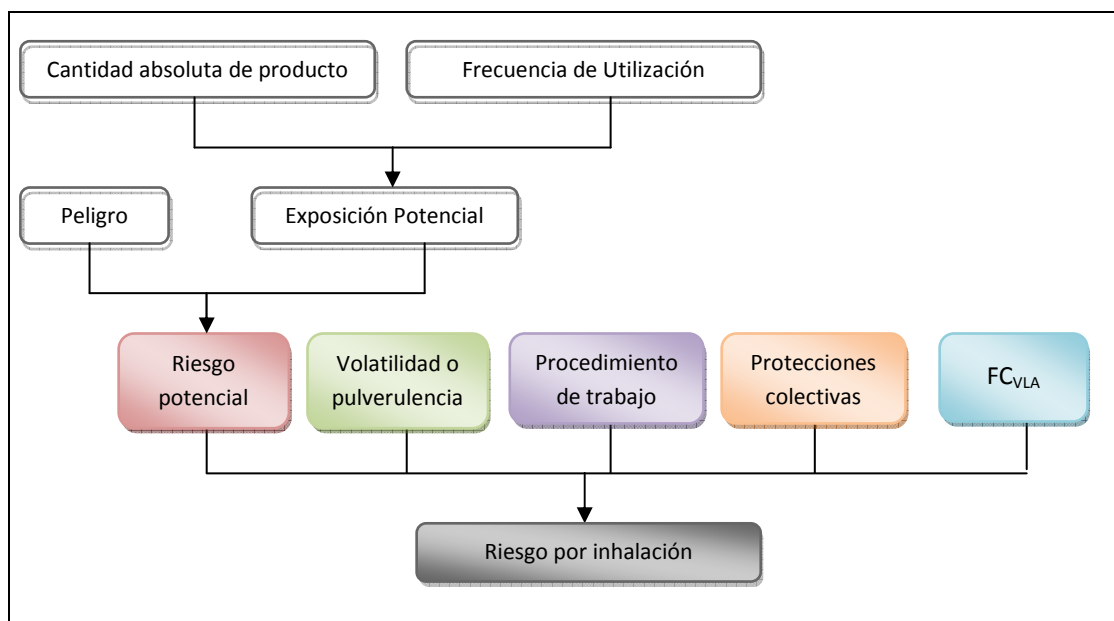 Cantidad absoluta de producto
Frecuencia de Utilización
Peligro
Exposición Potencial
Riesgo
potencial
Volatilidad o
pulverulencia
Procedimiento
de trabajo
Protecciones
colectivas
FCVLA
Riesgo por inhalación